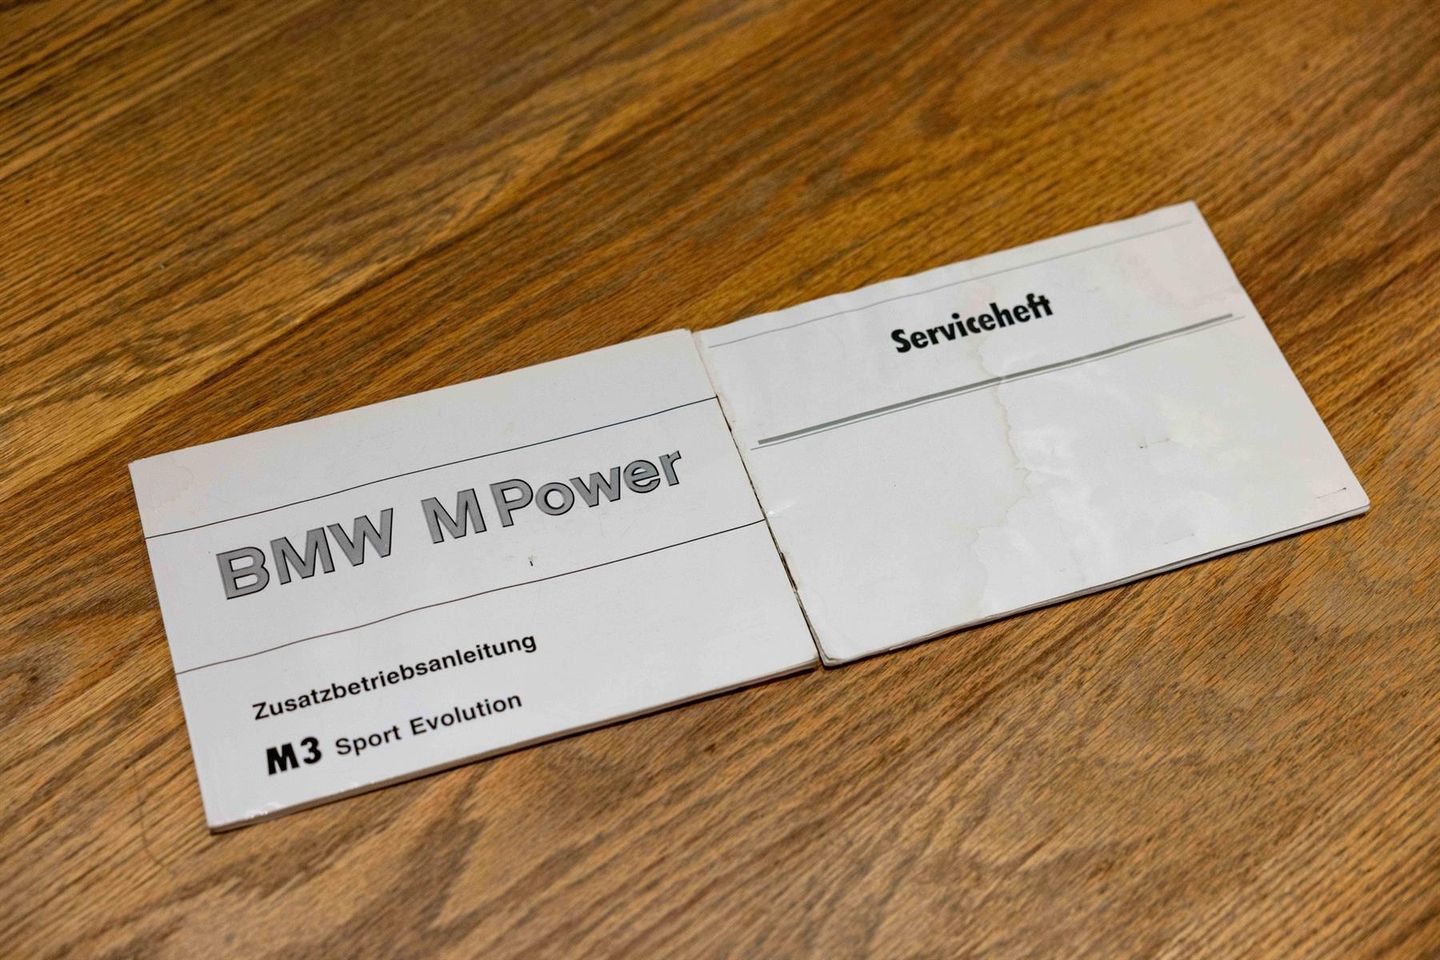 BMW M Power
Zusatzbetriebsanleitung
M3 Sport Evolution
Serviceheft